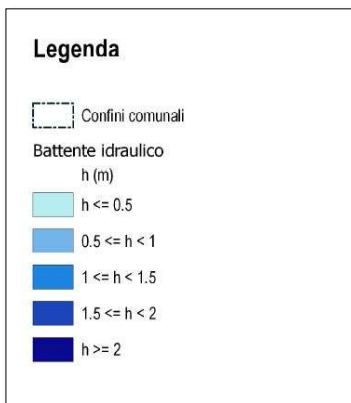 Legenda
Confini comunali
Battente idraulico
h (m)
h <= 0.5
0.5 <= h < 1
1 <= h < 1.5
1.5 <= h < 2
h >= 2